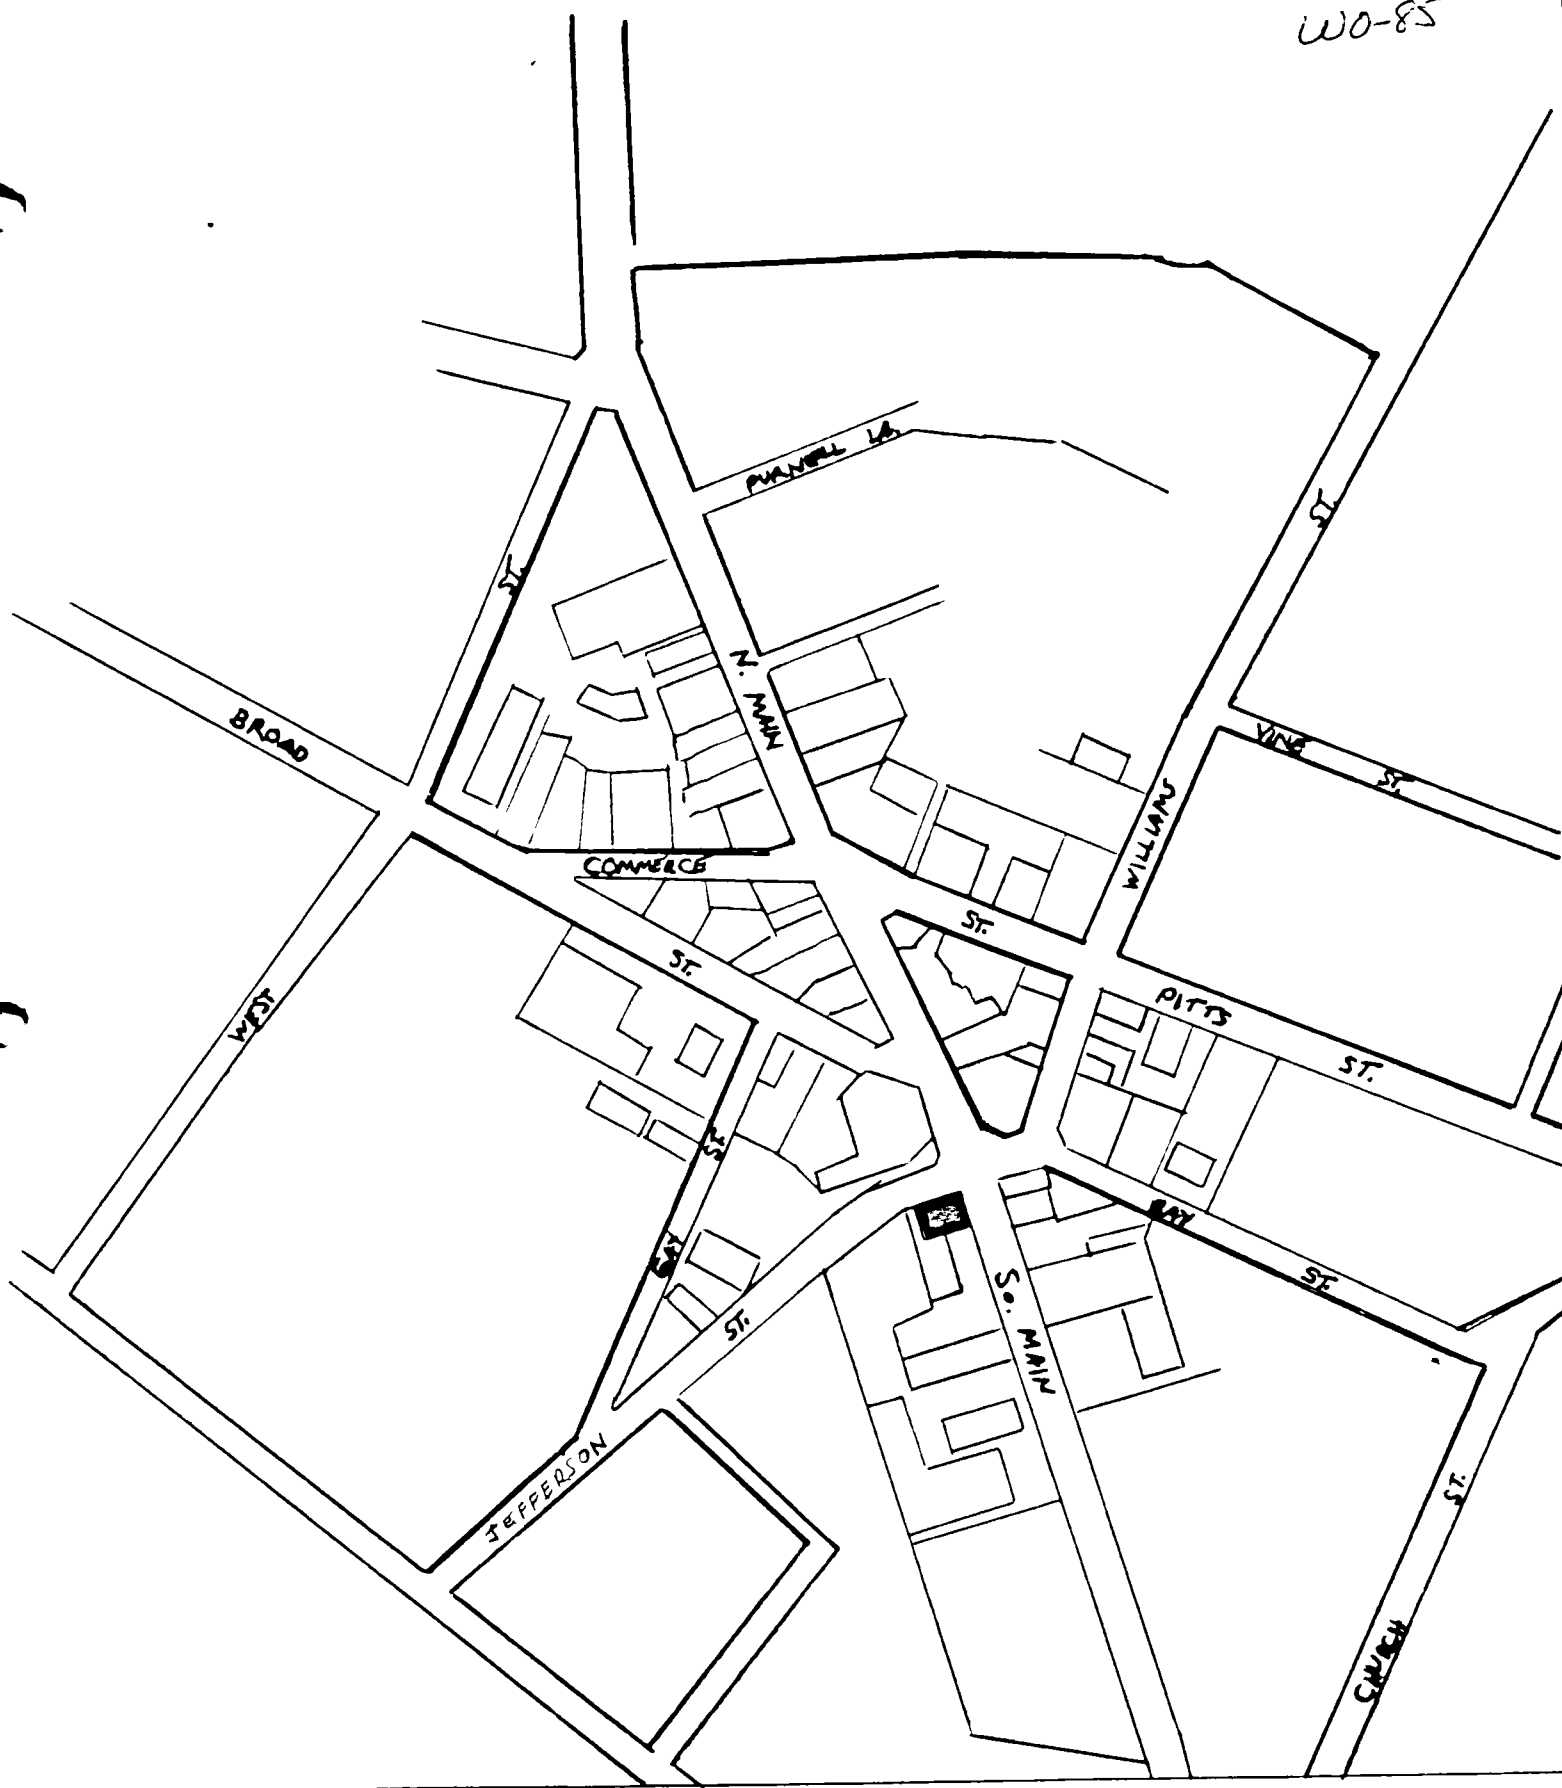 WO-85
PURNELL LA.
ST.
ST.
N. MAIN
BROAD
VINE
ST.
WILLIAMS
COMMERCE
ST.
ST.
WEST
PITTS
ST.
ST.
BAY
GAY
ST.
So. MAIN
ST.
JEFFERSON
ST.
CHURCH